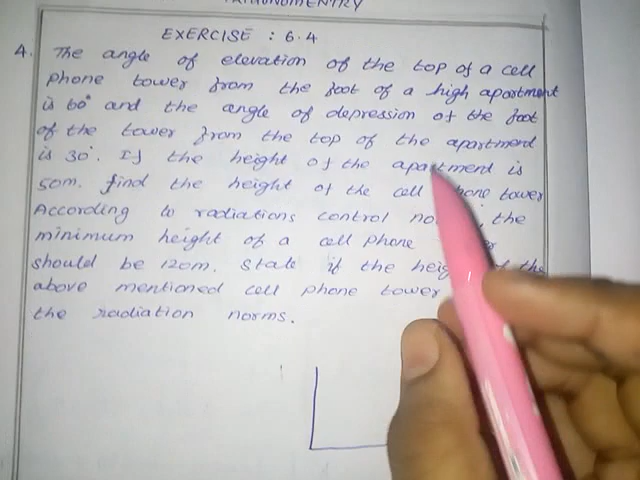 TRIGONOMENTRY
EXERCISE : 6.4
4. The angle of elevation of the top of a cell
phone tower from the foot of a high apartment
is 60° and the angle of depression of the foot
of the tower from the top of the apartment
is 30°. If the height of the apartment is
50m. find the height of the cell phone tower
According to radiations control the
minimum height of a cell phone
should be 120m. State if the the
above mentioned cell phone tower
the radiation norms.